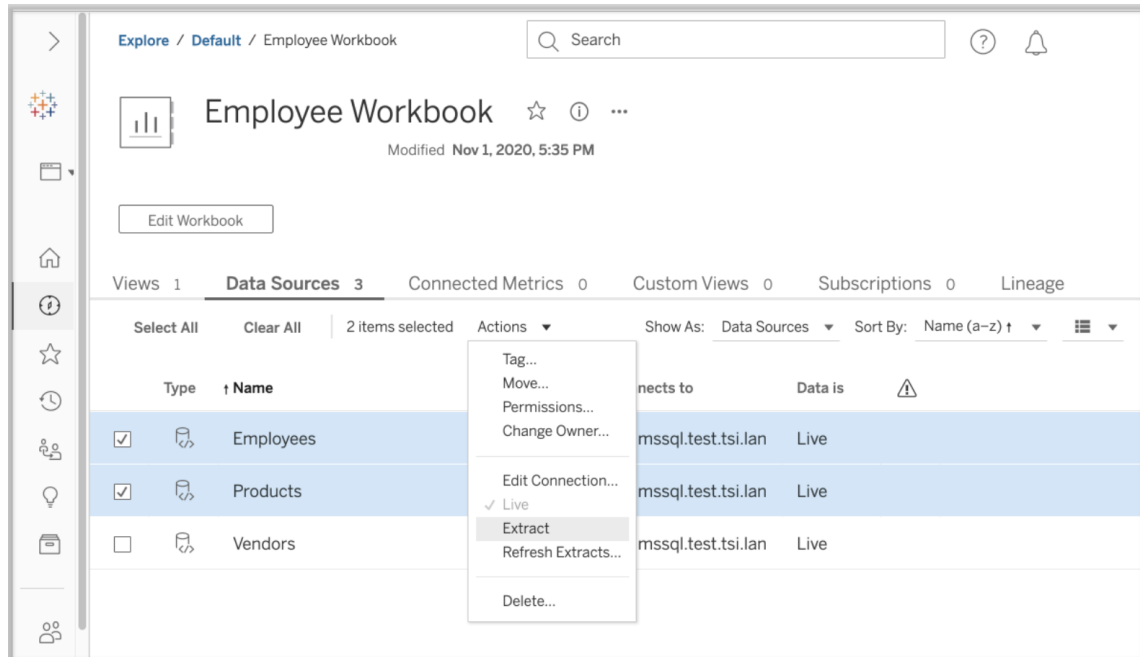 Explore / Default / Employee Workbook
Search
Employee Workbook
Modified Nov 1, 2020, 5:35 PM
Edit Workbook
Views 1 Data Sources 3 Connected Metrics 0 Custom Views 0 Subscriptions 0 Lineage
Select All Clear All 2 items selected Actions Show As: Data Sources Sort By: Name (a–z) ↑
Tag...
Move...
Permissions...
Change Owner...
Edit Connection...
✓ Live
Extract
Refresh Extracts...
Delete...
Type ↑ Name nects to Data is
Employees mssql.test.tsi.lan Live
Products mssql.test.tsi.lan Live
Vendors mssql.test.tsi.lan Live